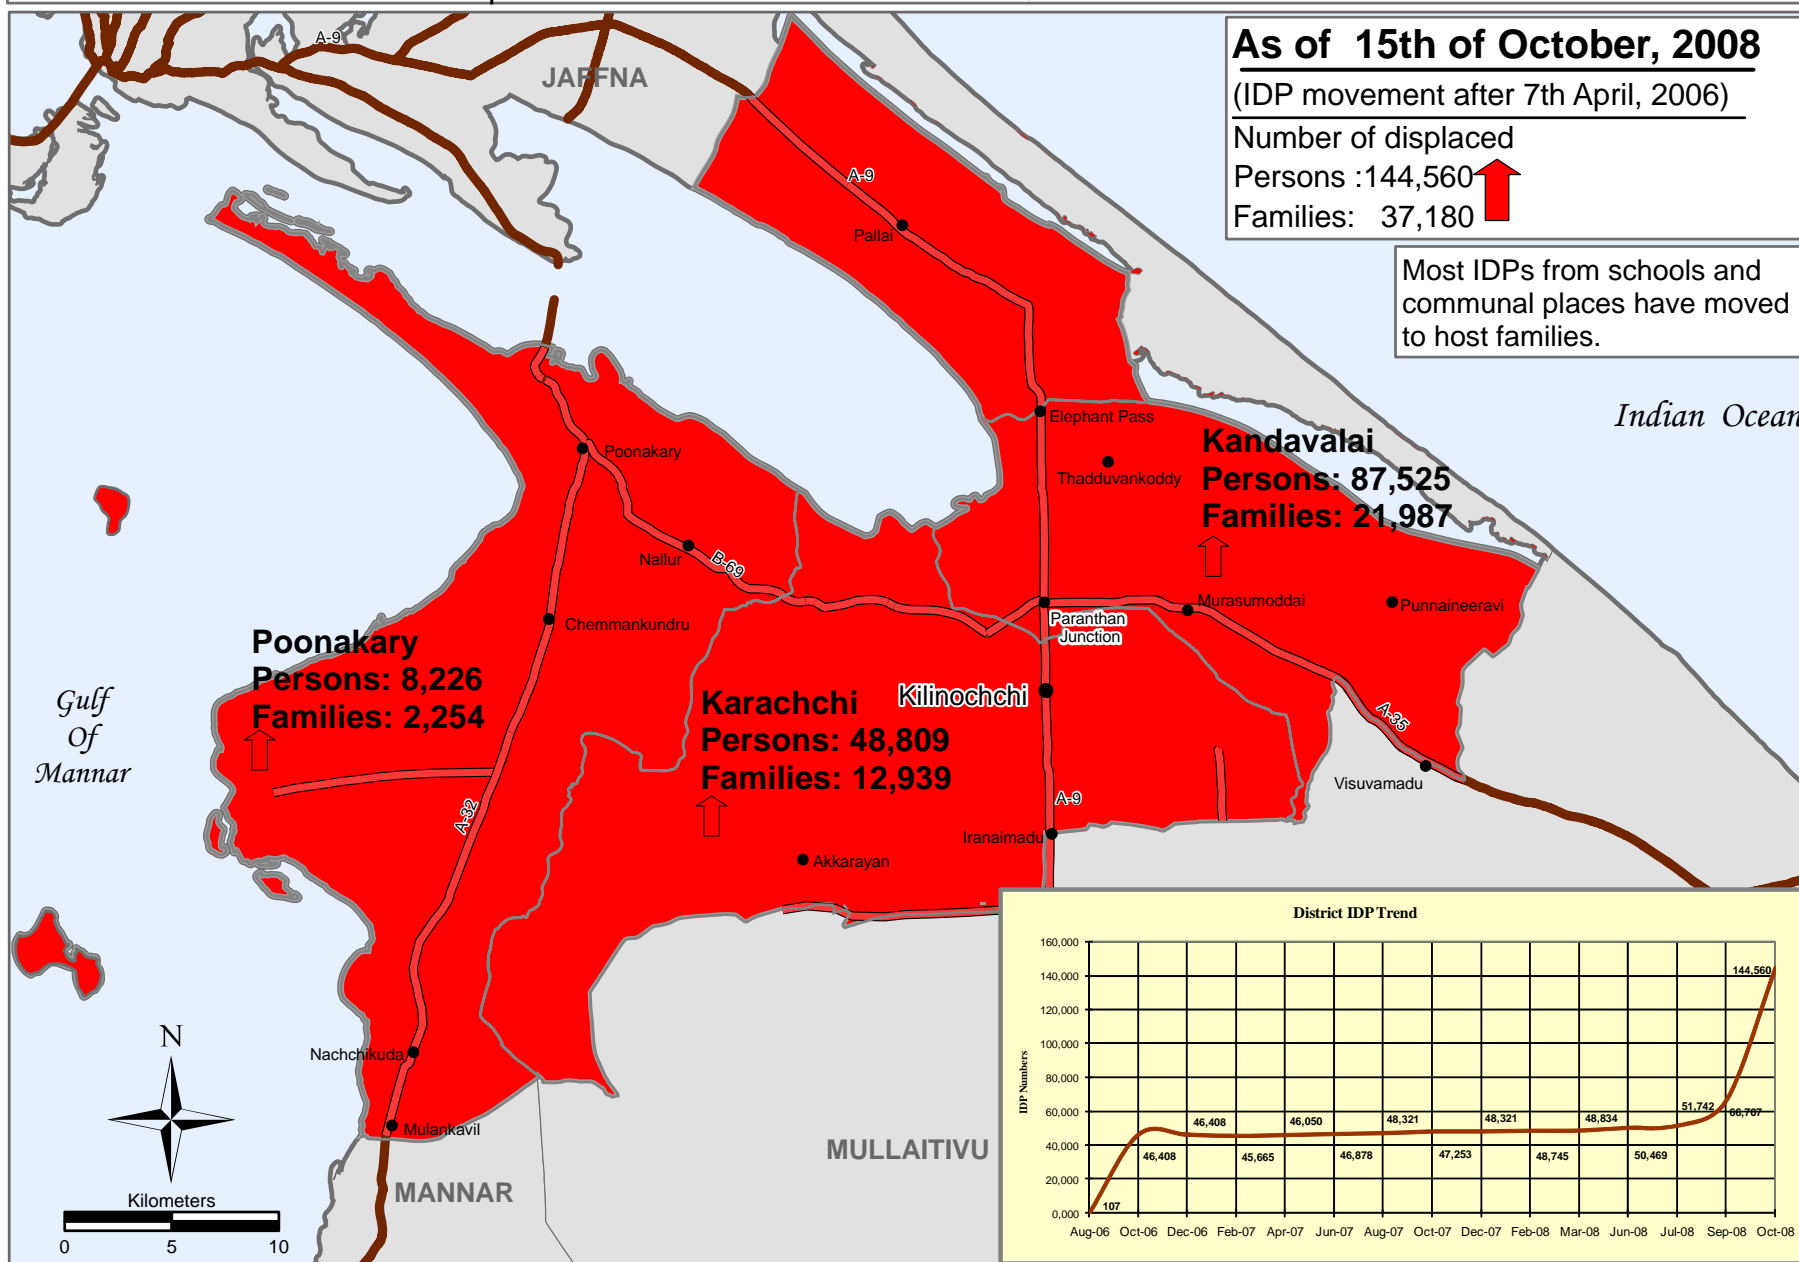 As of 15th of October, 2008
(IDP movement after 7th April, 2006)
Number of displaced
Persons :144,560
Families: 37,180
Most IDPs from schools and
communal places have moved
to host families.
A-9
JAFFNA
A-9
Pallai
Elephant Pass
Indian Ocean
Poonakary
Thadduvankoddy
Kandavalai
Persons: 87,525
Families: 21,987
Nallur
B-69
Chemmankundru
Paranthan
Junction
Murasumoddai
Punnaineeravi
Poonakary
Persons: 8,226
Families: 2,254
Gulf
Of
Mannar
Karachchi
Persons: 48,809
Families: 12,939
Kilinochchi
A-35
Visuvamadu
A-32
A-9
Iranaimadu
Akkarayan
N
Nachchikuda
Mulankavil
MULLAITIVU
MANNAR
Kilometers
0 5 10
District IDP Trend
IDP Numbers
160,000
140,000
120,000
100,000
80,000
60,000
40,000
20,000
0,000
107
46,408
46,408
45,665
46,050
46,878
48,321
47,253
48,321
48,745
48,834
50,469
51,742
66,707
144,560
Aug-06 Oct-06 Dec-06 Feb-07 Apr-07 Jun-07 Aug-07 Oct-07 Dec-07 Feb-08 Mar-08 Jun-08 Jul-08 Sep-08 Oct-08